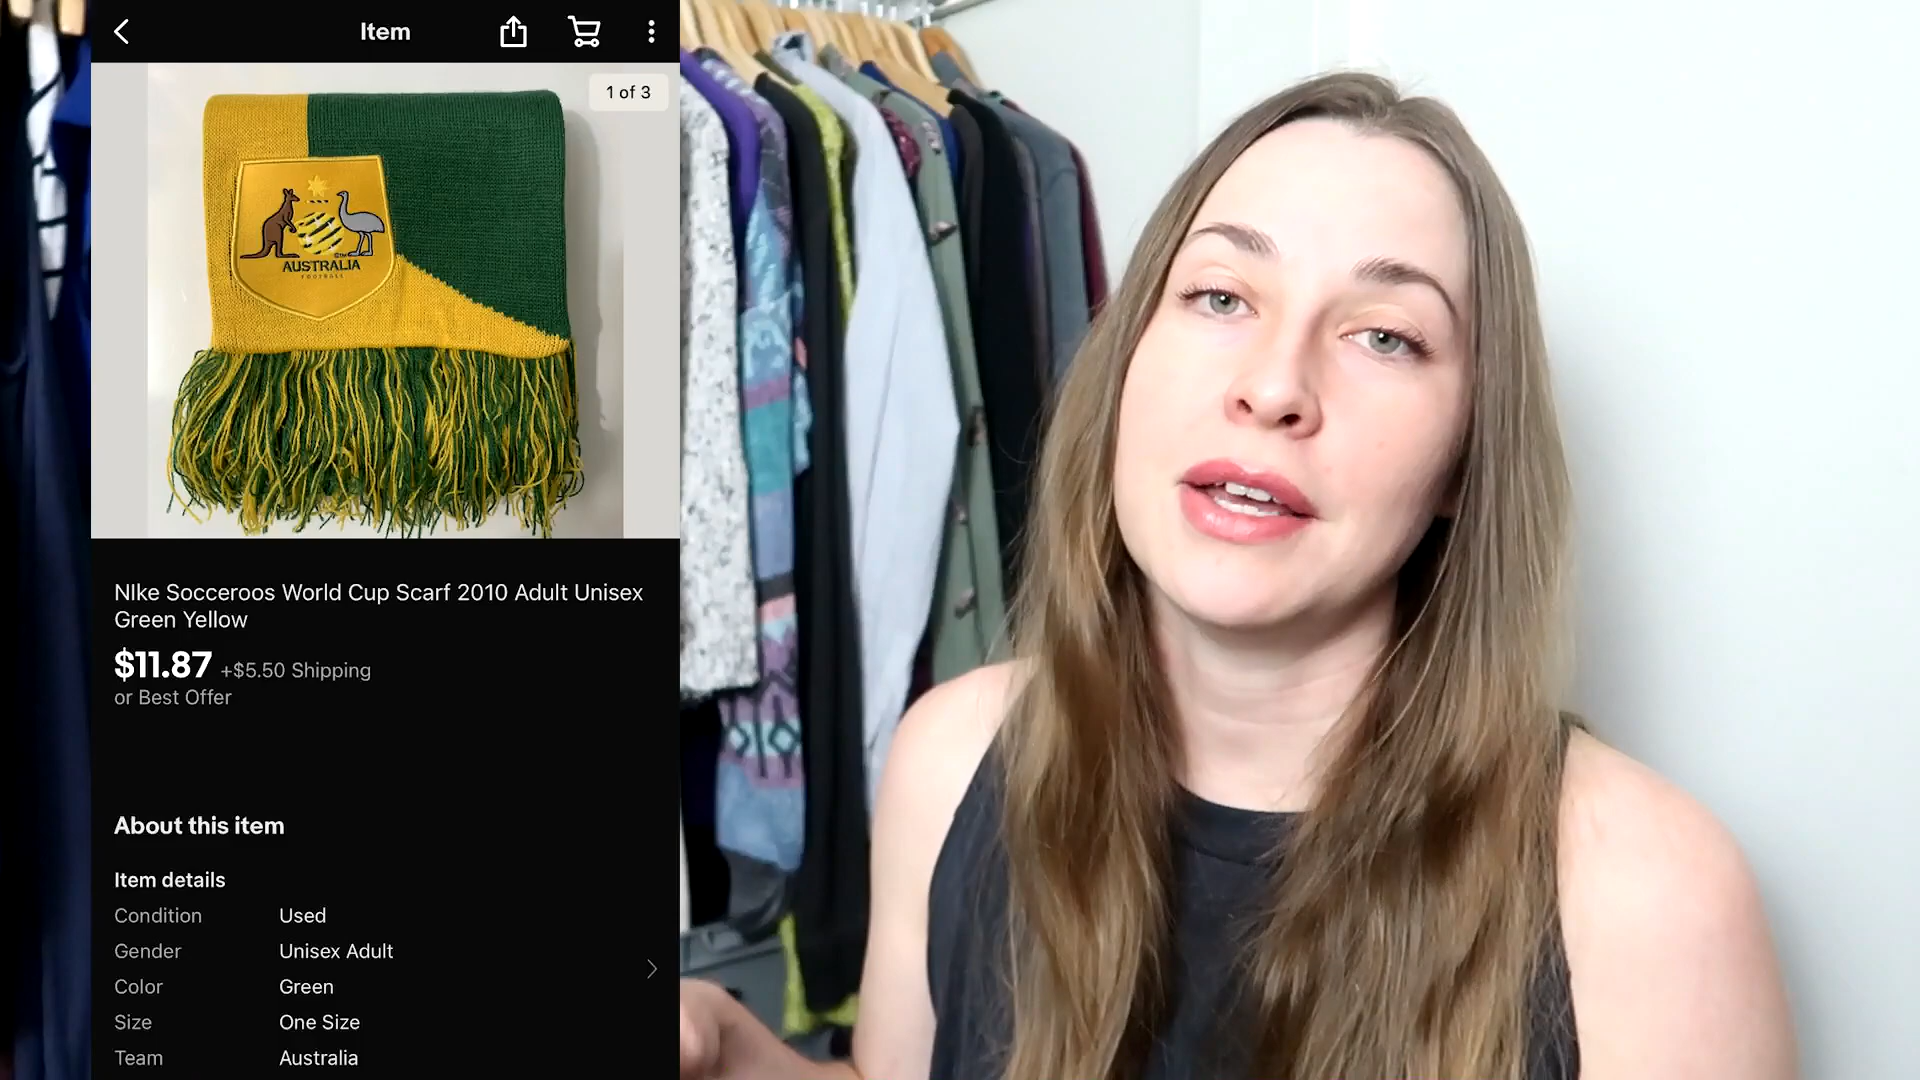 Item
1 of 3
AUSTRALIA
FOOTBALL
NIke Socceroos World Cup Scarf 2010 Adult Unisex
Green Yellow
$11.87 +$5.50 Shipping
or Best Offer
About this item
Item details
Condition Used
Gender Unisex Adult
Color Green
Size One Size
Team Australia